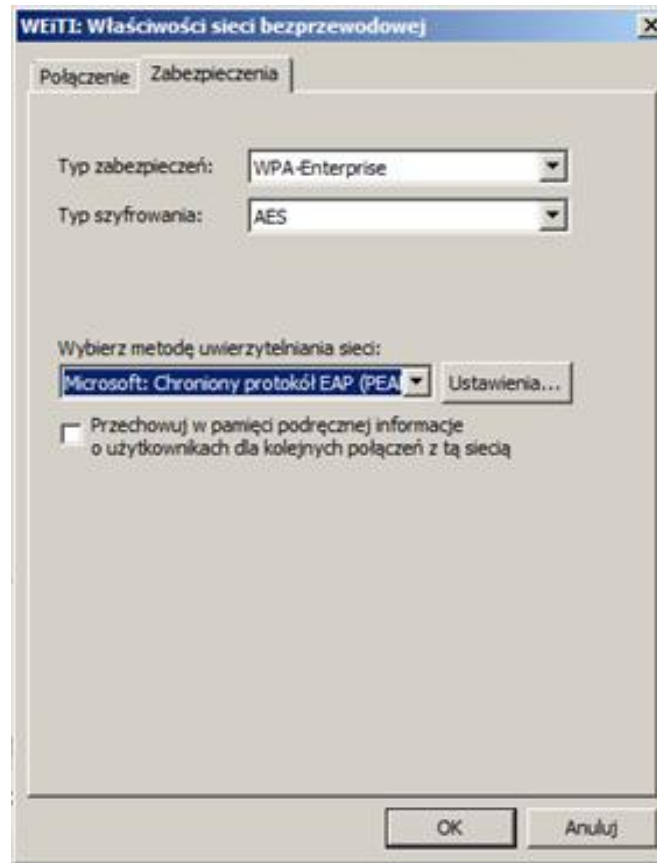 WEiTI: Właściwości sieci bezprzewodowej
Połączenie Zabezpieczenia
Typ zabezpieczeń: WPA-Enterprise
Typ szyfrowania: AES
Wybierz metodę uwierzytelniania sieci:
Microsoft: Chroniony protokół EAP (PEA Ustawienia...
Przechowuj w pamięci podręcznej informacje
o użytkownikach dla kolejnych połączeń z tą siecią
OK Anuluj